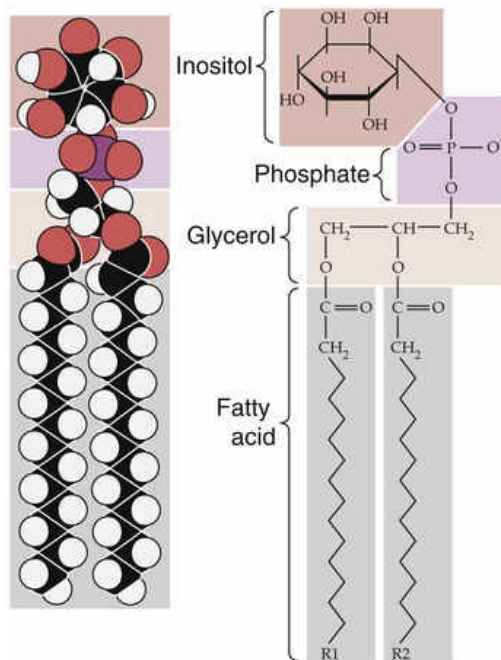 Inositol
OH OH
OH
OH
HO
OH
O
O=P—O
O
Phosphate
Glycerol
CH₂ CH CH₂
O O
C=O C=O
CH₂ CH₂
Fatty
acid
R1 R2